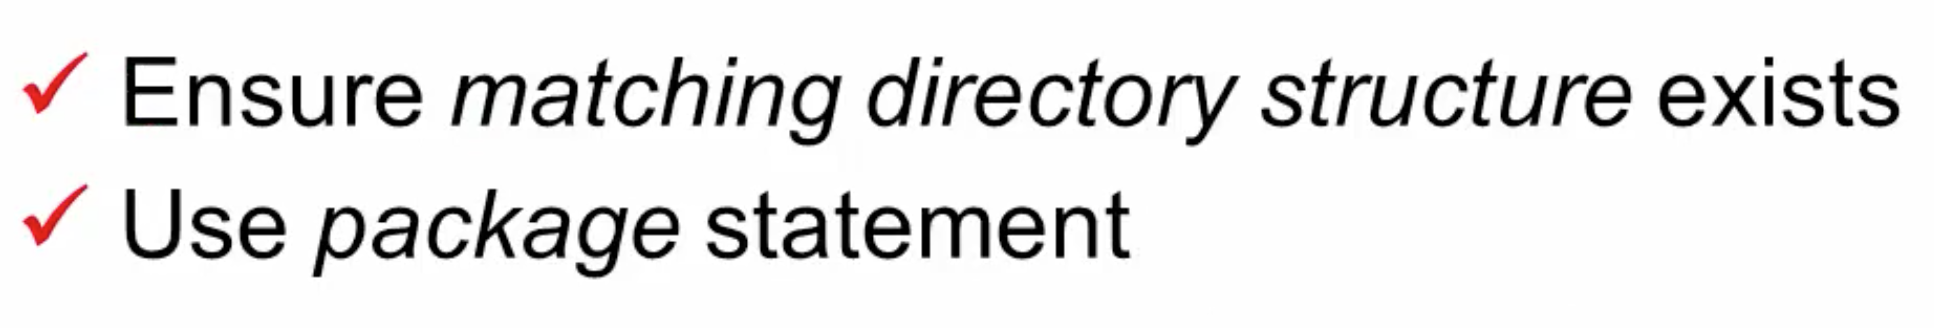 ✓ Ensure matching directory structure exists
✓ Use package statement